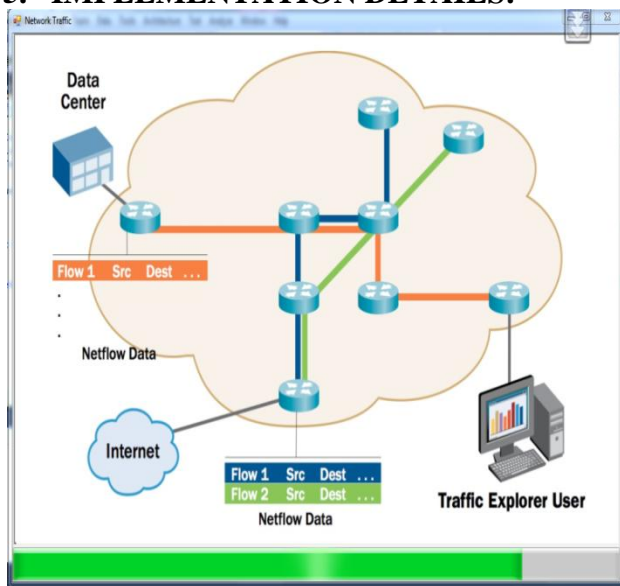 5. IMPLEMENTATION DETAILS:
Network Traffic
Data
Center
Flow 1 Src Dest ...
.
.
.
Netflow Data
Internet
Flow 1 Src Dest ...
Flow 2 Src Dest ...
Netflow Data
Traffic Explorer User